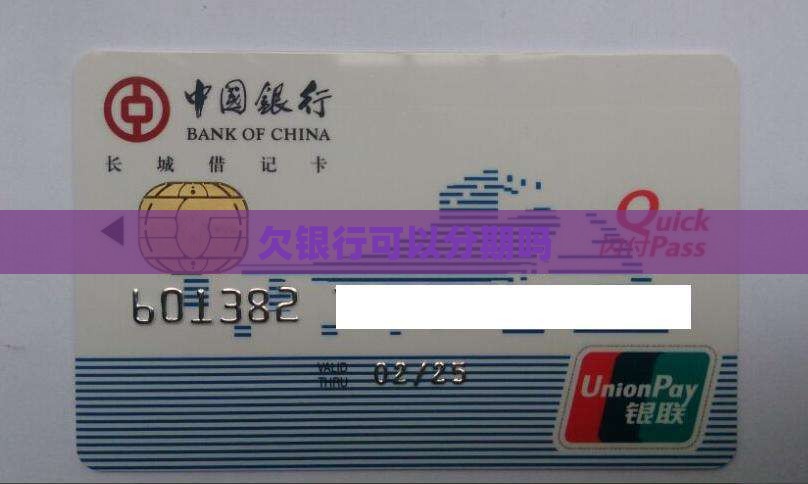 中国銀行
BANK OF CHINA
长城借记卡
欠银行可以分期吗
Quick
闪付Pass
601382
VALID
THRU
02/25
UnionPay
银联